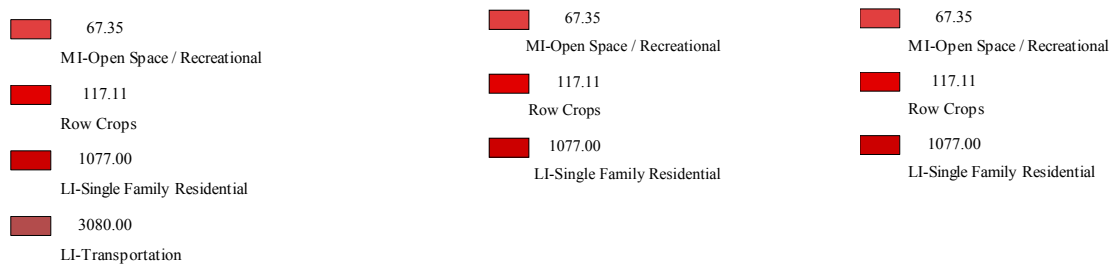 67.35
MI-Open Space / Recreational
117.11
Row Crops
1077.00
LI-Single Family Residential
3080.00
LI-Transportation
67.35
MI-Open Space / Recreational
117.11
Row Crops
1077.00
LI-Single Family Residential
67.35
MI-Open Space / Recreational
117.11
Row Crops
1077.00
LI-Single Family Residential